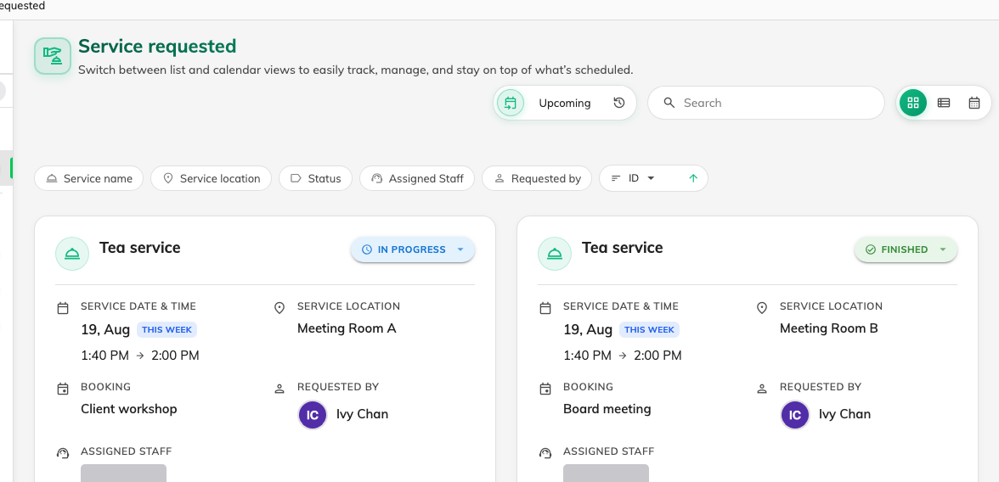 equested
Service requested
Switch between list and calendar views to easily track, manage, and stay on top of what's scheduled.
Upcoming
Search
Service name
Service location
Status
Assigned Staff
Requested by
ID
Tea service
IN PROGRESS
SERVICE DATE & TIME
SERVICE LOCATION
19, Aug THIS WEEK
Meeting Room A
1:40 PM → 2:00 PM
BOOKING
REQUESTED BY
Client workshop
IC Ivy Chan
ASSIGNED STAFF
Tea service
FINISHED
SERVICE DATE & TIME
SERVICE LOCATION
19, Aug THIS WEEK
Meeting Room B
1:40 PM → 2:00 PM
BOOKING
REQUESTED BY
Board meeting
IC Ivy Chan
ASSIGNED STAFF